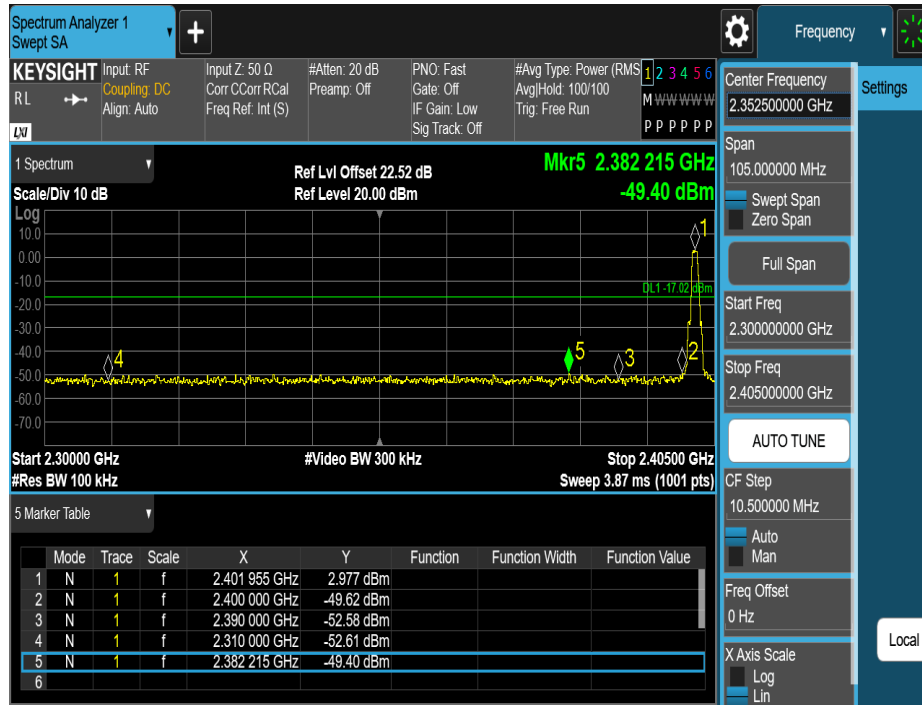 Spectrum Analyzer 1
Swept SA
+
Frequency
KEYSIGHT
RL
LXI
Input: RF
Coupling: DC
Align: Auto
Input Z: 50 Ω
Corr CCorr RCal
Freq Ref: Int (S)
#Atten: 20 dB
Preamp: Off
PNO: Fast
Gate: Off
IF Gain: Low
Sig Track: Off
#Avg Type: Power (RMS
Avg|Hold: 100/100
Trig: Free Run
1 2 3 4 5 6
M W W W W W
P P P P P P
Center Frequency
2.352500000 GHz
Settings
1 Spectrum
Scale/Div 10 dB
Ref Lvl Offset 22.52 dB
Ref Level 20.00 dBm
Mkr5 2.382 215 GHz
-49.40 dBm
Log
10.0
0.00
-10.0
-20.0
-30.0
-40.0
-50.0
-60.0
-70.0
DL1 -17.02 dBm
1
4
5
3
2
Start 2.30000 GHz
#Video BW 300 kHz
Stop 2.40500 GHz
#Res BW 100 kHz
Sweep 3.87 ms (1001 pts)
Span
105.000000 MHz
Swept Span
Zero Span
Full Span
Start Freq
2.300000000 GHz
Stop Freq
2.405000000 GHz
AUTO TUNE
CF Step
10.500000 MHz
Auto
Man
Freq Offset
0 Hz
X Axis Scale
Log
Lin
Local
5 Marker Table
Mode Trace Scale X Y Function Function Width Function Value
1 N 1 f 2.401 955 GHz 2.977 dBm
2 N 1 f 2.400 000 GHz -49.62 dBm
3 N 1 f 2.390 000 GHz -52.58 dBm
4 N 1 f 2.310 000 GHz -52.61 dBm
5 N 1 f 2.382 215 GHz -49.40 dBm
6